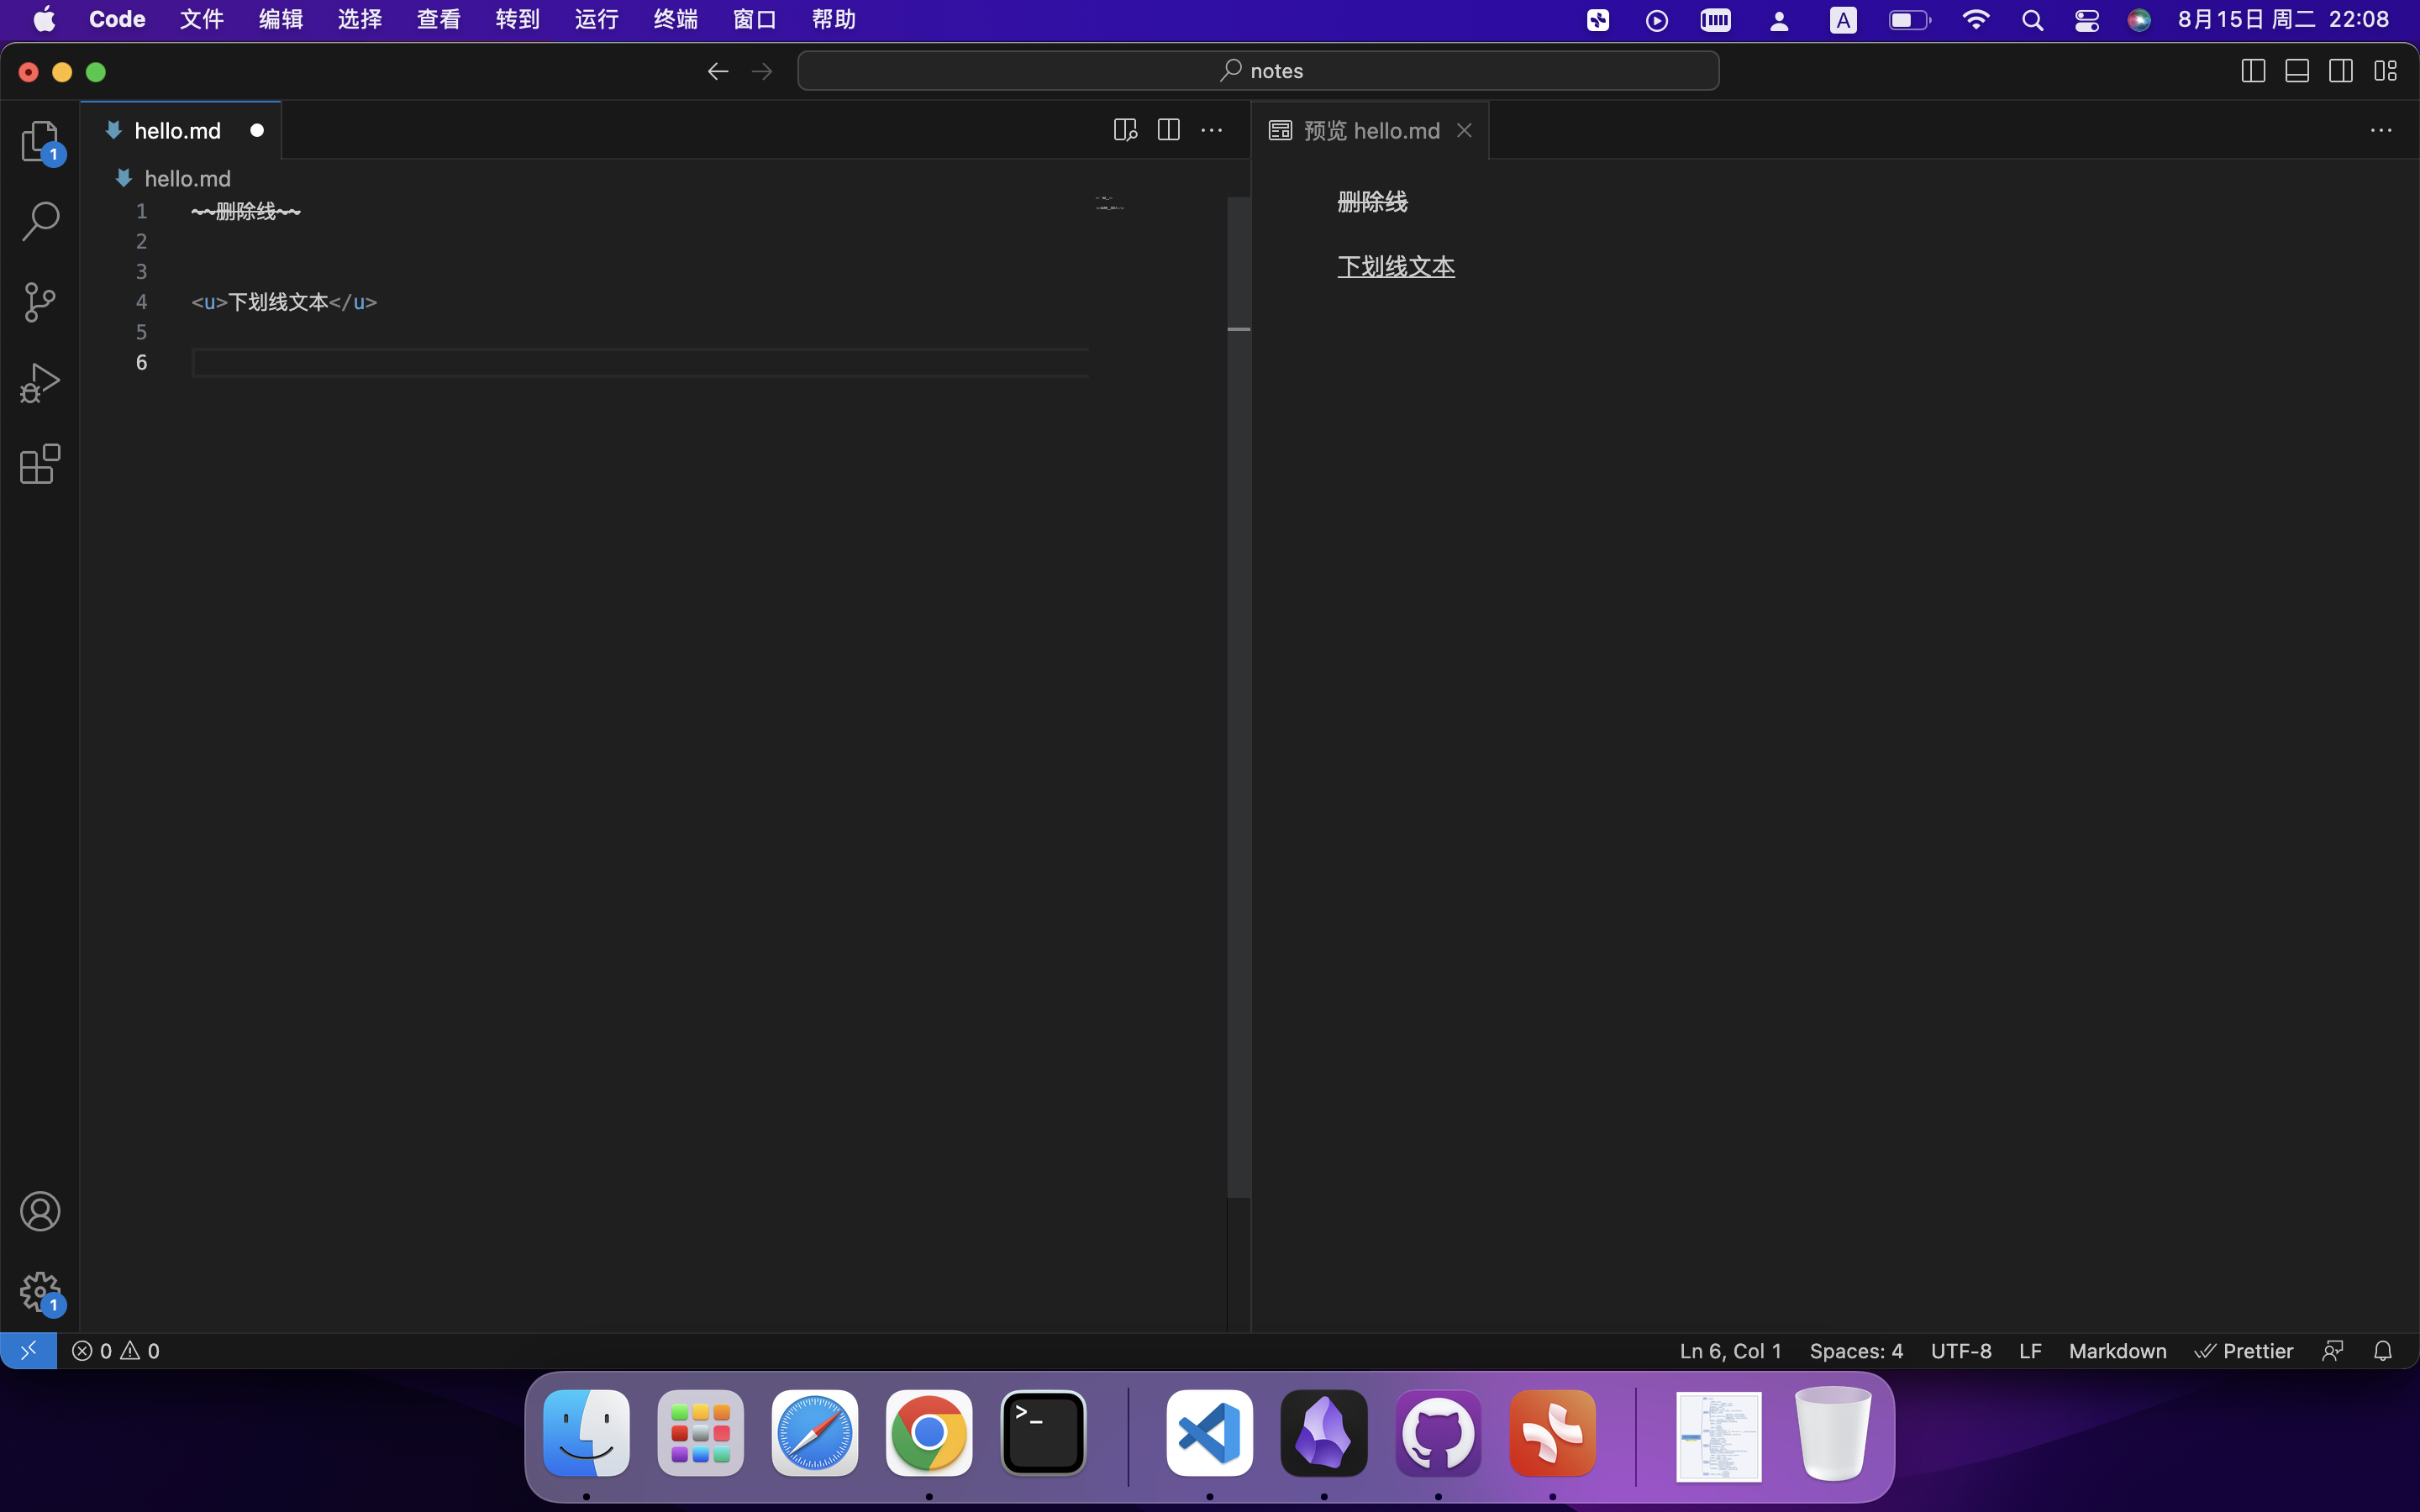 Code 文件 编辑 选择 查看 转到 运行 终端 窗口 帮助 A 8月15日 周二 22:08
notes
hello.md
预览 hello.md
hello.md
1 ~~删除线~~
2
3
4 <u>下划线文本</u>
5
6
删除线
下划线文本
1
1
0 0 Ln 6, Col 1 Spaces: 4 UTF-8 LF Markdown Prettier
>_